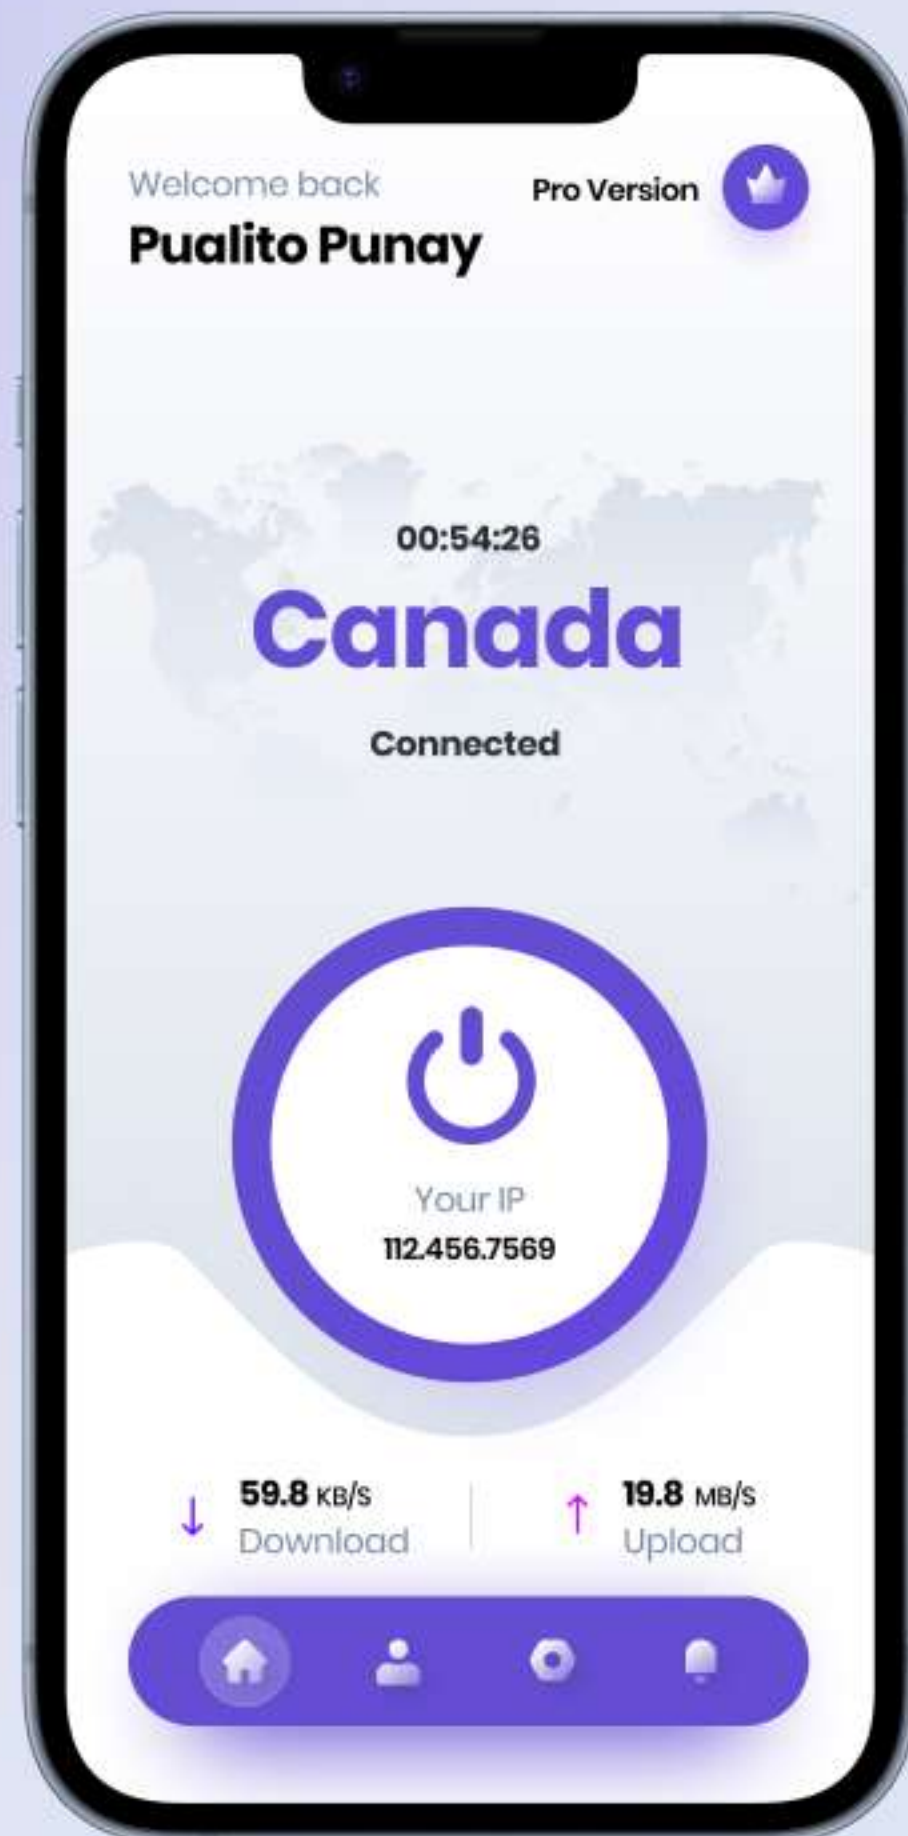 Welcome back
Pualito Punay
Pro Version
00:54:26
Canada
Connected
Your IP
112.456.7569
59.8 KB/S
Download
19.8 MB/S
Upload